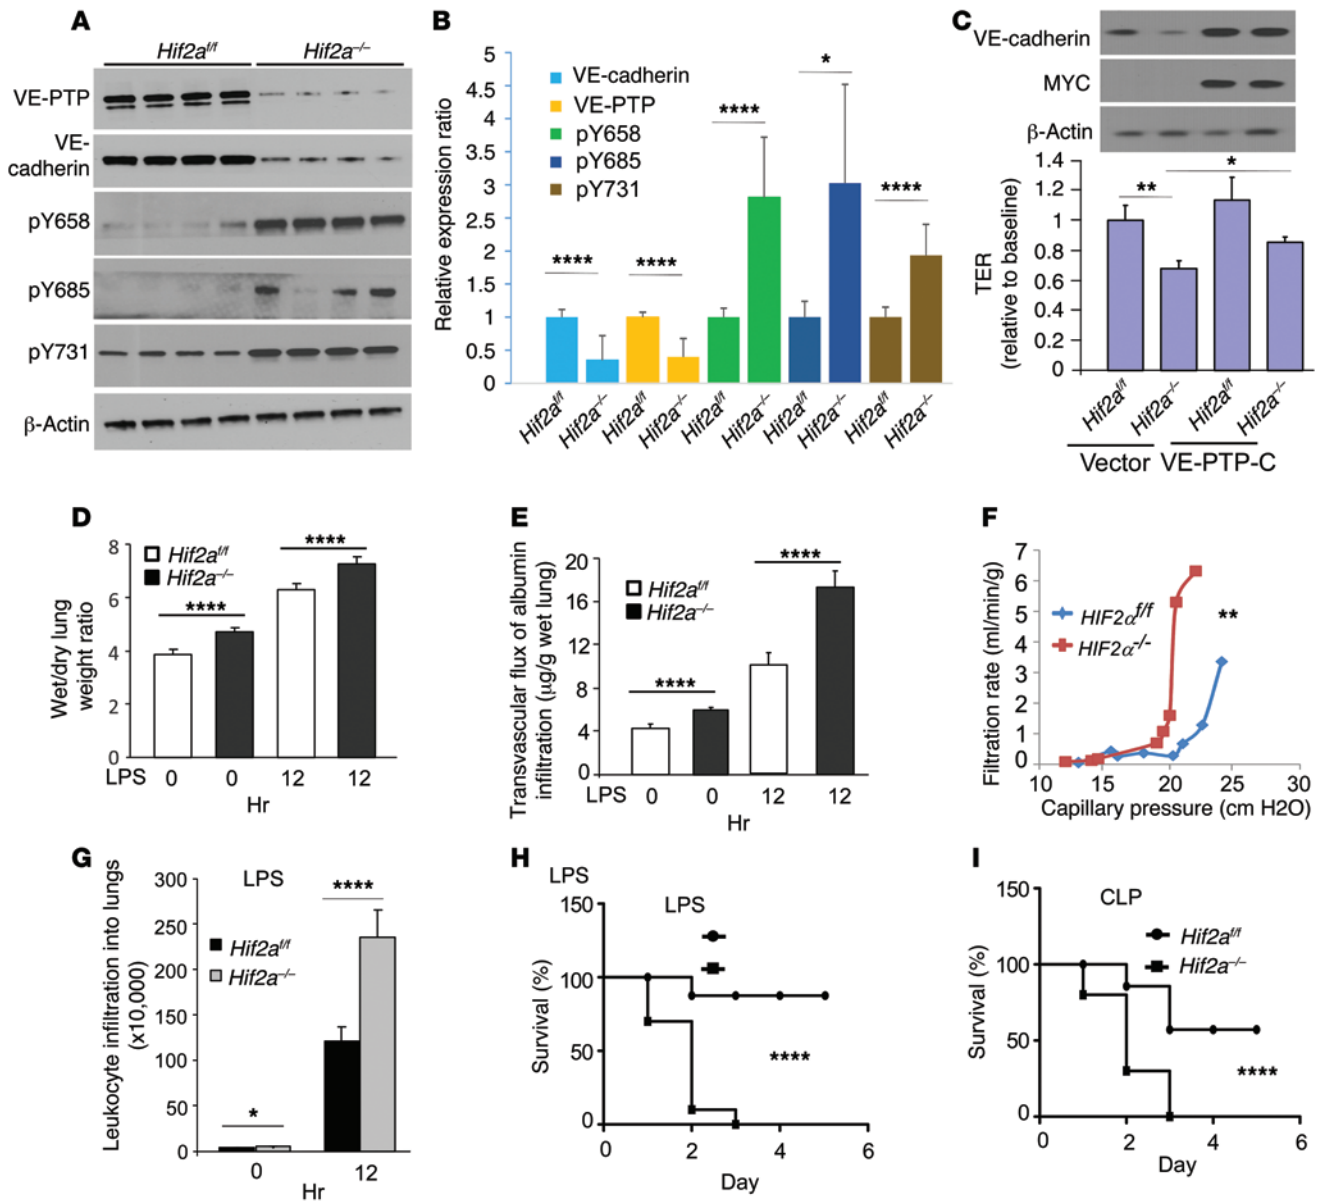 A
Hif2a^f/f Hif2a^–/–
VE-PTP
VE-
cadherin
pY658
pY685
pY731
β-Actin
B
Relative expression ratio
5
4.5
4
3.5
3
2.5
2
1.5
1
0.5
0
VE-cadherin
VE-PTP
pY658
pY685
pY731
**** **** **** * ****
Hif2a^f/f Hif2a^–/– Hif2a^f/f Hif2a^–/– Hif2a^f/f Hif2a^–/– Hif2a^f/f Hif2a^–/– Hif2a^f/f Hif2a^–/–
C
VE-cadherin
MYC
β-Actin
TER
(relative to baseline)
1.4
1.2
1
0.8
0.6
0.4
0.2
0
** *
Hif2a^f/f Hif2a^–/– Hif2a^f/f Hif2a^–/–
Vector VE-PTP-C
D
Wet/dry lung
weight ratio
8
6
4
2
0
Hif2a^f/f
Hif2a^–/–
**** ****
LPS 0 0 12 12
Hr
E
Transvascular flux of albumin
infiltration (µg/g wet lung)
20
16
12
8
4
0
Hif2a^f/f
Hif2a^–/–
**** ****
LPS 0 0 12 12
Hr
F
Filtration rate (ml/min/g)
7
6
5
4
3
2
1
0
HIF2α^f/f
HIF2α^-/-
**
10 15 20 25 30
Capillary pressure (cm H2O)
G
Leukocyte infiltration into lungs
(x10,000)
300
250
200
150
100
50
0
LPS
Hif2a^f/f
Hif2a^–/–
* ****
0 12
Hr
H
LPS
LPS
Survival (%)
150
100
50
0
****
0 2 4 6
Day
I
CLP
Survival (%)
150
100
50
0
Hif2a^f/f
Hif2a^–/–
****
0 2 4 6
Day